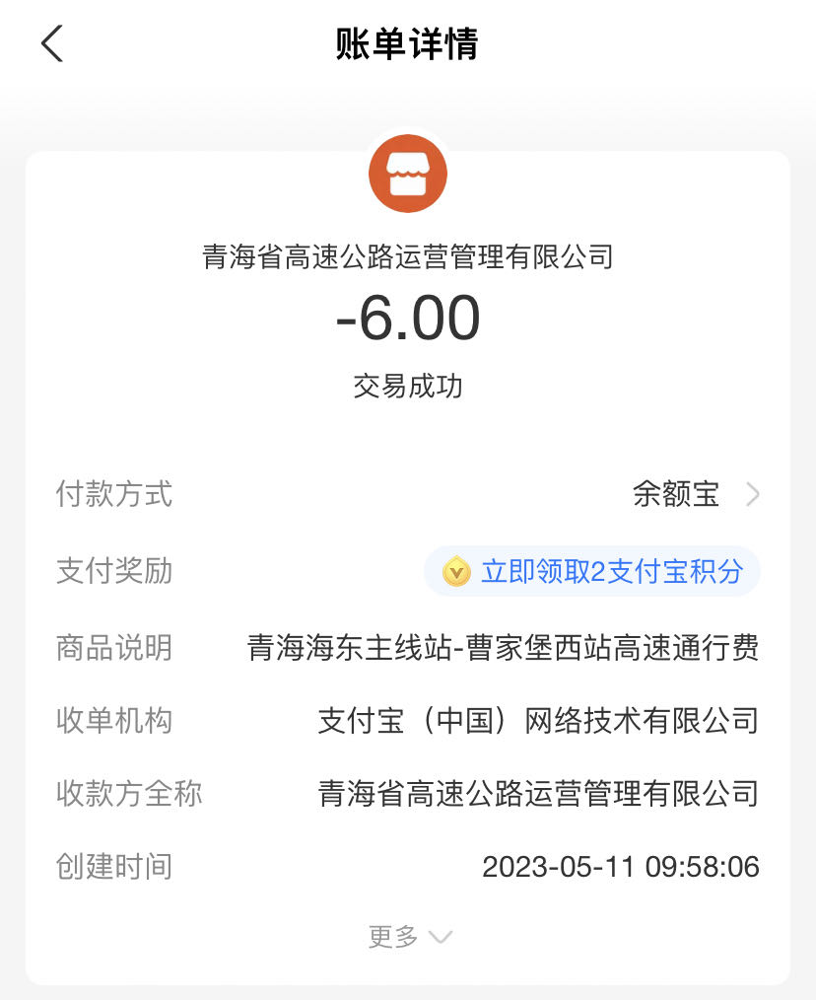 账单详情
青海省高速公路运营管理有限公司
-6.00
交易成功
付款方式 余额宝
支付奖励 立即领取2支付宝积分
商品说明 青海海东主线站-曹家堡西站高速通行费
收单机构 支付宝（中国）网络技术有限公司
收款方全称 青海省高速公路运营管理有限公司
创建时间 2023-05-11 09:58:06
更多